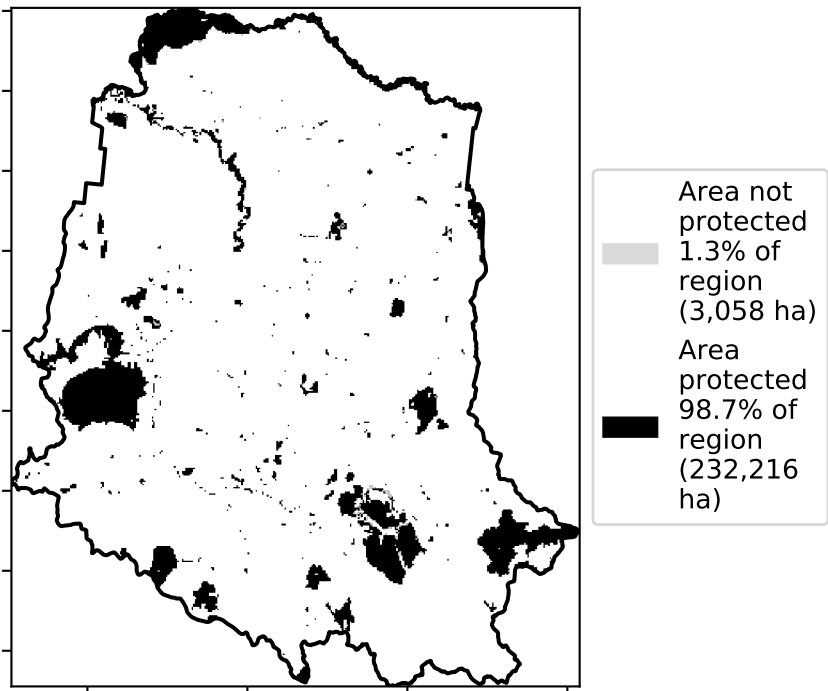 Area not
protected
1.3% of
region
(3,058 ha)
Area
protected
98.7% of
region
(232,216
ha)